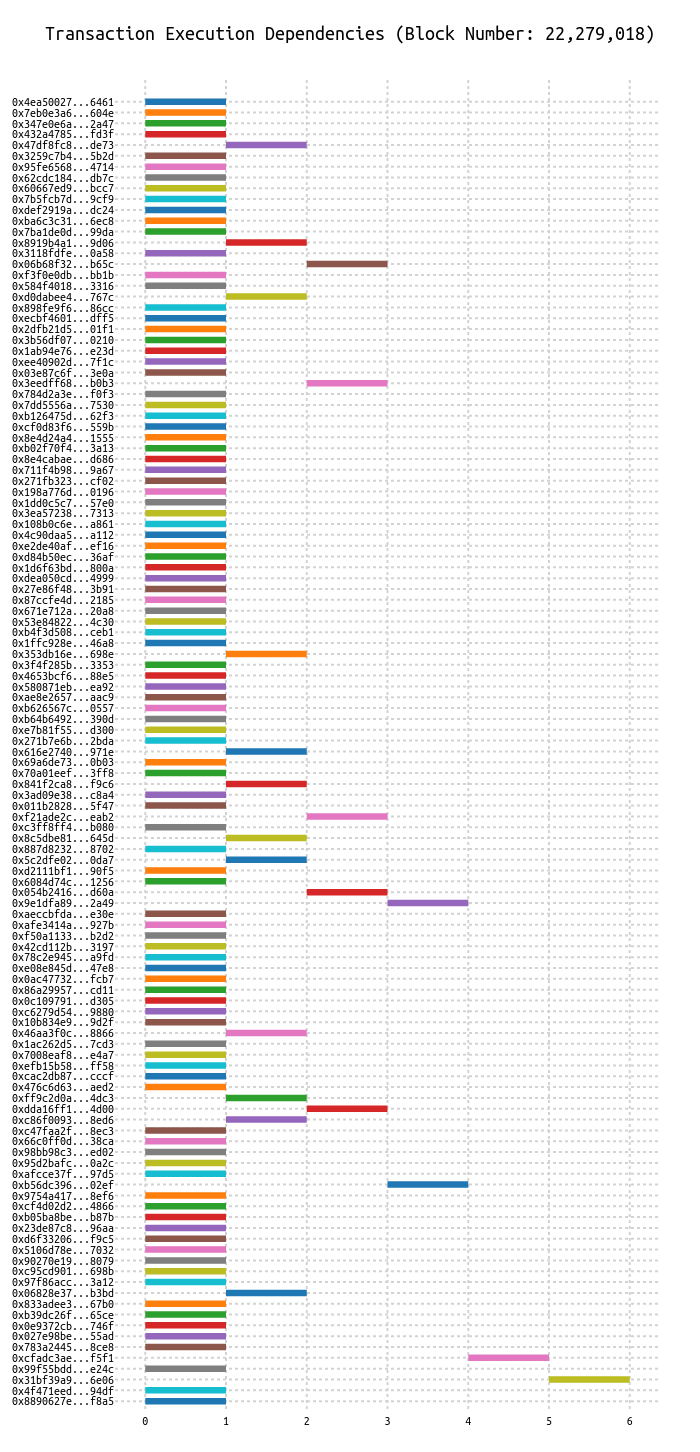 Transaction Execution Dependencies (Block Number: 22,279,018)
0x4ea50027...6461
0x7eb0e3a6...604e
0x347e0e6a...2a47
0x432a4785...fd3f
0x47df8fc8...de73
0x3259c7b4...5b2d
0x95fe6568...4714
0x62cdc184...db7c
0x60667ed9...bcc7
0x7b5fcb7d...9cf9
0xdef2919a...dc24
0xba6c3c31...6ec8
0x7ba1de0d...99da
0x8919b4a1...9d06
0x3118fdfe...0a58
0x06b68f32...b65c
0xf3f0e0db...bb1b
0x584f4018...3316
0xd0dabee4...767c
0x898fe9f6...86cc
0xecbf4601...dff5
0x2dfb21d5...01f1
0x3b56df07...0210
0x1ab94e76...e23d
0xee40902d...7f1c
0x03e87c6f...3e0a
0x3eedff68...b0b3
0x784d2a3e...f0f3
0x7dd5556a...7530
0xb126475d...62f3
0xcf0d83f6...559b
0x8e4d24a4...1555
0xb02f70f4...3a13
0x8e4cabae...d686
0x711f4b98...9a67
0x271fb323...cf02
0x198a776d...0196
0x1dd0c5c7...57e0
0x3ea57238...7313
0x108b0c6e...a861
0x4c90daa5...a112
0xe2de40af...ef16
0xd84b50ec...36af
0x1d6f63bd...800a
0xdea050cd...4999
0x27e86f48...3b91
0x87ccfe4d...2185
0x671e712a...20a8
0x53e84822...4c30
0xb4f3d508...ceb1
0x1ffc928e...46a8
0x353db16e...698e
0x3f4f285b...3353
0x4653bcf6...88e5
0x580871eb...ea92
0xae8e2657...aac9
0xb626567c...0557
0xb64b6492...390d
0xe7b81f55...d300
0x271b7e6b...2bda
0x616e2740...971e
0x69a6de73...0b03
0x70a01eef...3ff8
0x841f2ca8...f9c6
0x3ad09e38...c8a4
0x011b2828...5f47
0xf21ade2c...eab2
0xc3ff8ff4...b080
0x8c5dbe81...645d
0x887d8232...8702
0x5c2dfe02...0da7
0xd2111bf1...90f5
0x6084d74c...1256
0x054b2416...d60a
0x9e1dfa89...2a49
0xaeccbfda...e30e
0xafe3414a...927b
0xf50a1133...b2d2
0x42cd112b...3197
0x78c2e945...a9fd
0xe08e845d...47e8
0x0ac47732...fcb7
0x86a29957...cd11
0x0c109791...d305
0xc6279d54...9880
0x10b834e9...9d2f
0x46aa3f0c...8866
0x1ac262d5...7cd3
0x7008eaf8...e4a7
0xefb15b58...ff58
0xcac2db87...cccf
0x476c6d63...aed2
0xff9c2d0a...4dc3
0xdda16ff1...4d00
0xc86f0093...8ed6
0xc47faa2f...8ec3
0x66c0ff0d...38ca
0x98bb98c3...ed02
0x95d2bafc...0a2c
0xafcce37f...97d5
0xb56dc396...02ef
0x9754a417...8ef6
0xcf4d02d2...4866
0xb05ba8be...b87b
0x23de87c8...96aa
0xd6f33206...f9c5
0x5106d78e...7032
0x90270e19...8079
0xc95cd901...698b
0x97f86acc...3a12
0x06828e37...b3bd
0x833adee3...67b0
0xb39dc26f...65ce
0x0e9372cb...746f
0x027e98be...55ad
0x783a2445...8ce8
0xcfadc3ae...f5f1
0x99f55bdd...e24c
0x31bf39a9...6e06
0x4f471eed...94df
0x8890627e...f8a5
0 1 2 3 4 5 6